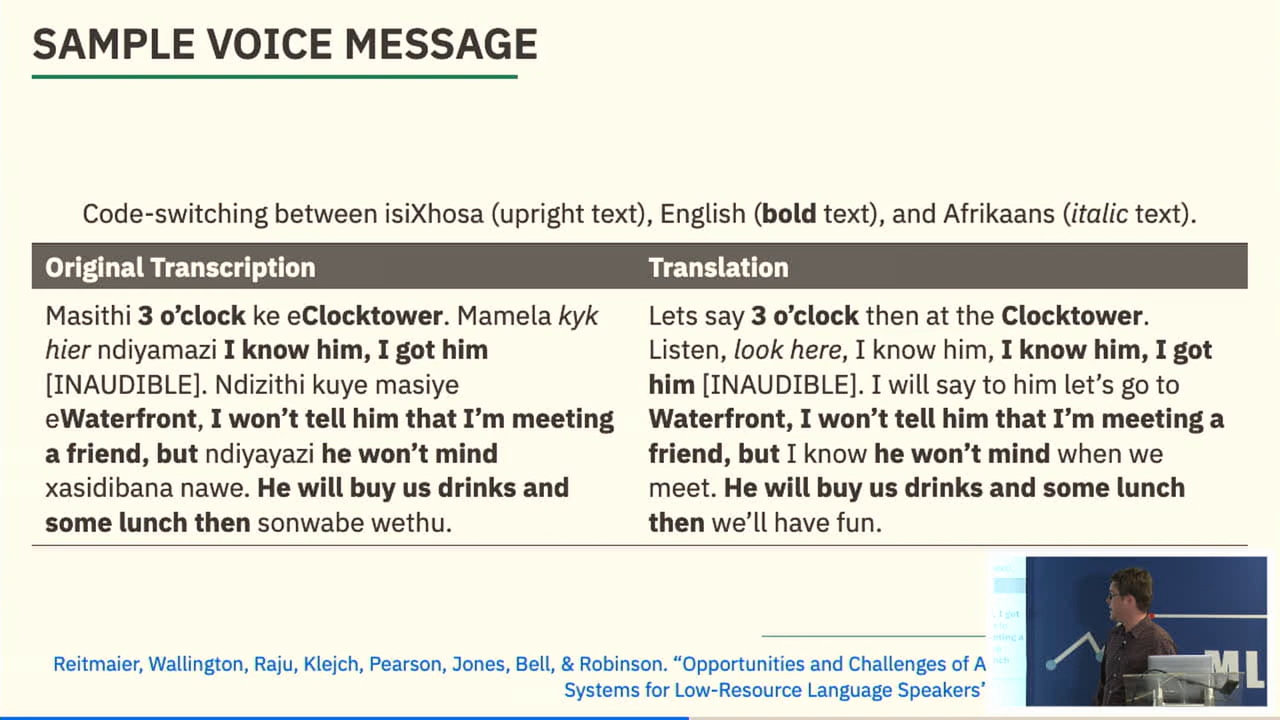 SAMPLE VOICE MESSAGE
Code-switching between isiXhosa (upright text), English (bold text), and Afrikaans (italic text).
Original Transcription
Masithi 3 o’clock ke eClocktower. Mamela kyk
hier ndiyamazi I know him, I got him
[INAUDIBLE]. Ndizithi kuye masiye
eWaterfront, I won’t tell him that I’m meeting
a friend, but ndiyayazi he won’t mind
xasidibana nawe. He will buy us drinks and
some lunch then sonwabe wethu.
Translation
Lets say 3 o’clock then at the Clocktower.
Listen, look here, I know him, I know him, I got
him [INAUDIBLE]. I will say to him let’s go to
Waterfront, I won’t tell him that I’m meeting a
friend, but I know he won’t mind when we
meet. He will buy us drinks and some lunch
then we’ll have fun.
Reitmaier, Wallington, Raju, Klejch, Pearson, Jones, Bell, & Robinson. “Opportunities and Challenges of A
Systems for Low-Resource Language Speakers”
I got
eting a
ML